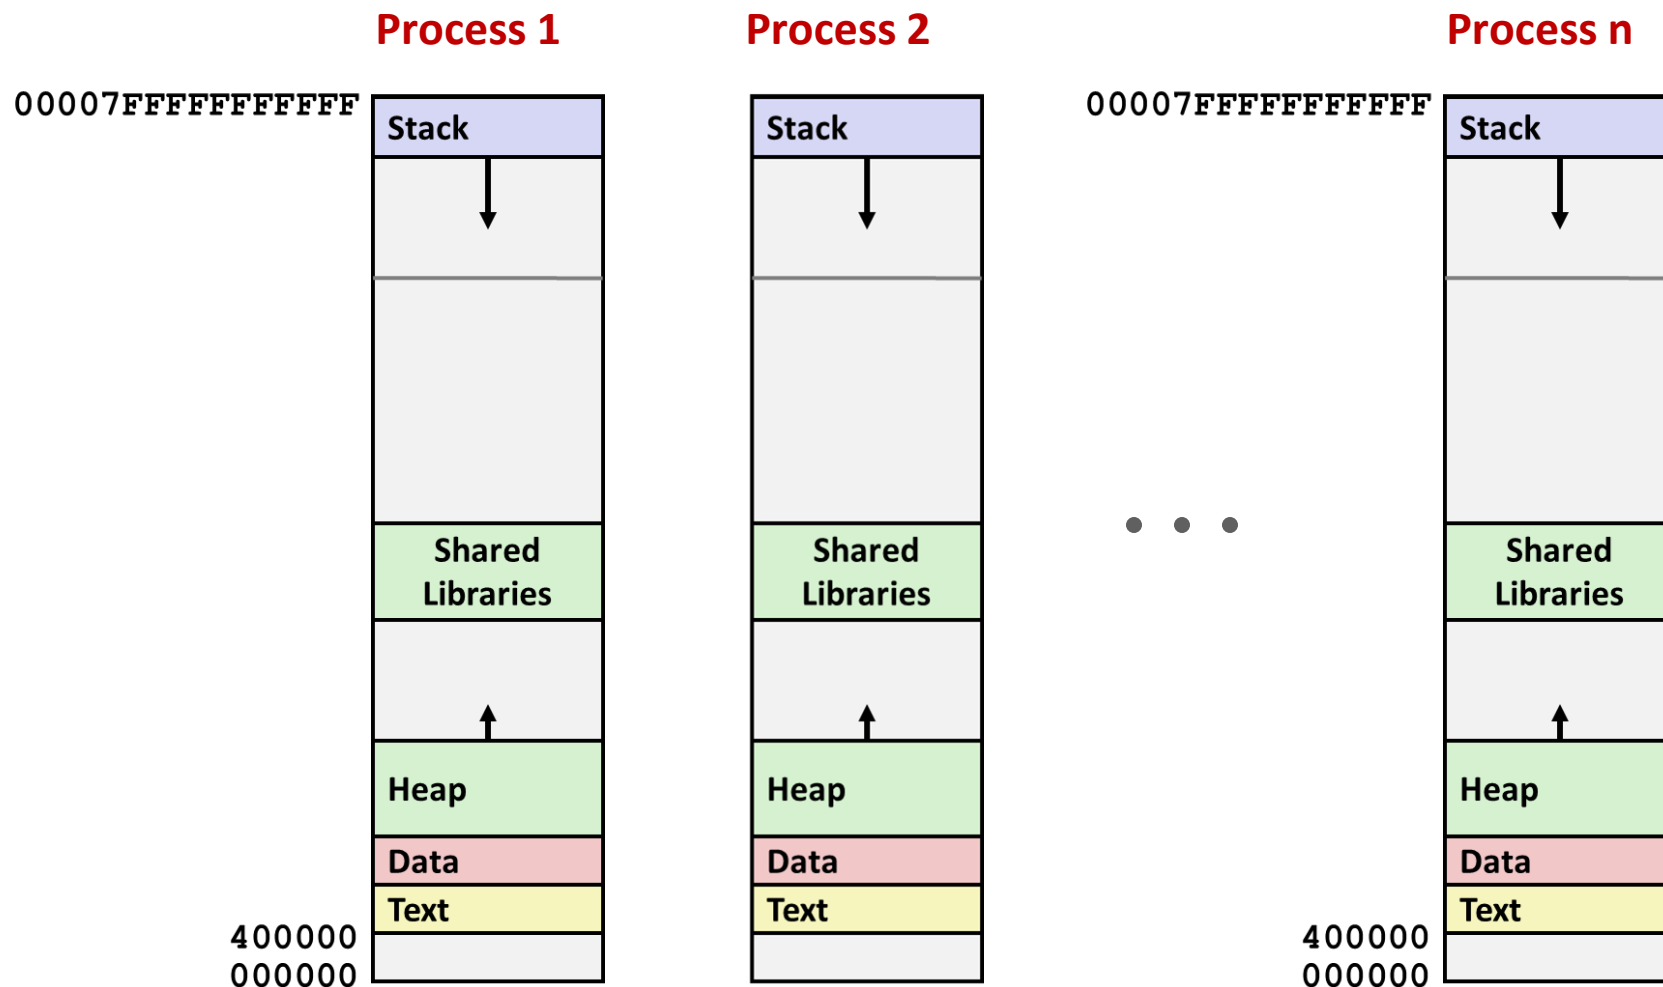 Process 1
00007FFFFFFFFFFF
Stack
Shared
Libraries
Heap
Data
Text
400000
000000
Process 2
Stack
Shared
Libraries
Heap
Data
Text
Process n
00007FFFFFFFFFFF
Stack
Shared
Libraries
Heap
Data
Text
400000
000000